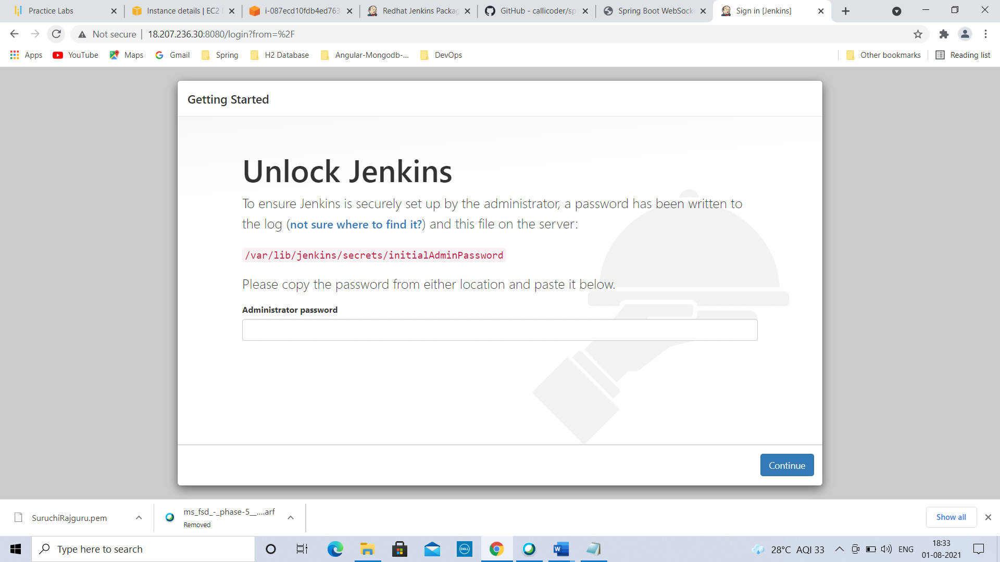 Practice Labs
Instance details | EC2
i-087ecd10fdb4ed763
Redhat Jenkins Packag
GitHub - callicoder/sp
Spring Boot WebSock
Sign in [Jenkins]
Not secure
18.207.236.30:8080/login?from=%2F
Apps
YouTube
Maps
Gmail
Spring
H2 Database
Angular-Mongodb-...
DevOps
Other bookmarks
Reading list
Getting Started
Unlock Jenkins
To ensure Jenkins is securely set up by the administrator, a password has been written to
the log (not sure where to find it?) and this file on the server:
/var/lib/jenkins/secrets/initialAdminPassword
Please copy the password from either location and paste it below.
Administrator password
Continue
SuruchiRajguru.pem
ms_fsd_-_phase-5__....arf
Removed
Show all
Type here to search
DELL
W
28°C AQI 33
ENG
18:33
01-08-2021